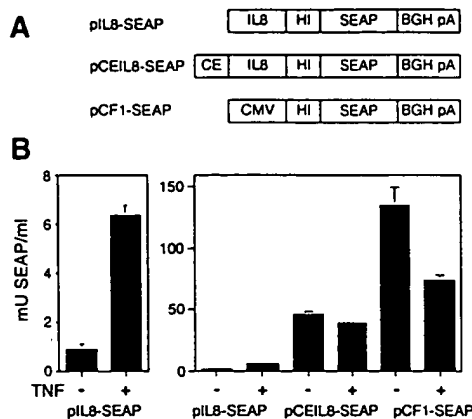 A
pIL8-SEAP
IL8 HI SEAP BGH pA
pCEIL8-SEAP
CE IL8 HI SEAP BGH pA
pCF1-SEAP
CMV HI SEAP BGH pA
B
mU SEAP/ml
8
6
4
2
0
150
100
50
0
TNF - + - + - + - +
pIL8-SEAP pIL8-SEAP pCEIL8-SEAP pCF1-SEAP